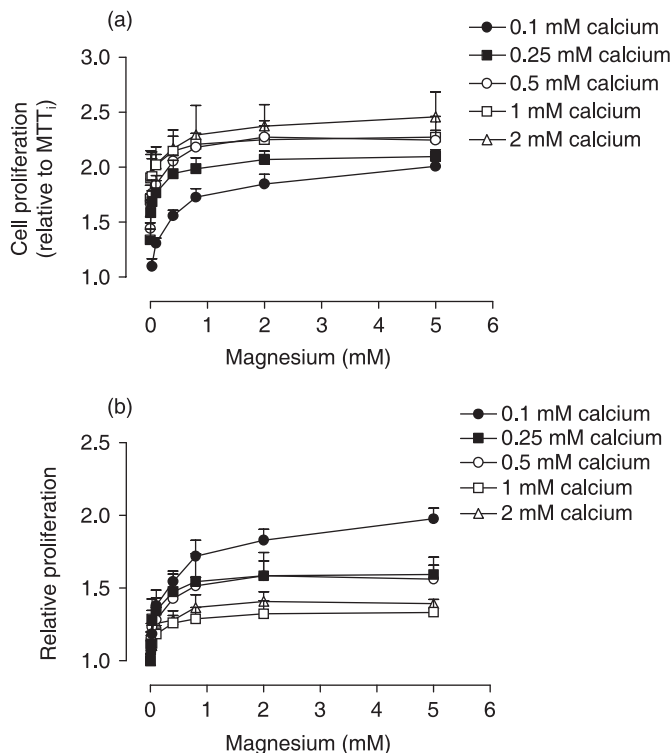 (a)
0.1 mM calcium
0.25 mM calcium
0.5 mM calcium
1 mM calcium
2 mM calcium
Cell proliferation
(relative to MTTi)
3.0
2.5
2.0
1.5
1.0
0 1 2 3 4 5 6
Magnesium (mM)
(b)
0.1 mM calcium
0.25 mM calcium
0.5 mM calcium
1 mM calcium
2 mM calcium
Relative proliferation
2.5
2.0
1.5
1.0
0 1 2 3 4 5 6
Magnesium (mM)